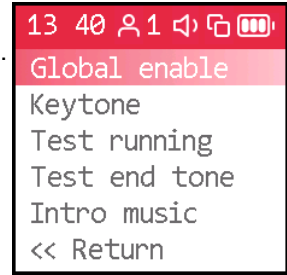 13 40 1
.
Global enable
Keytone
Test running
Test end tone
Intro music
<< Return